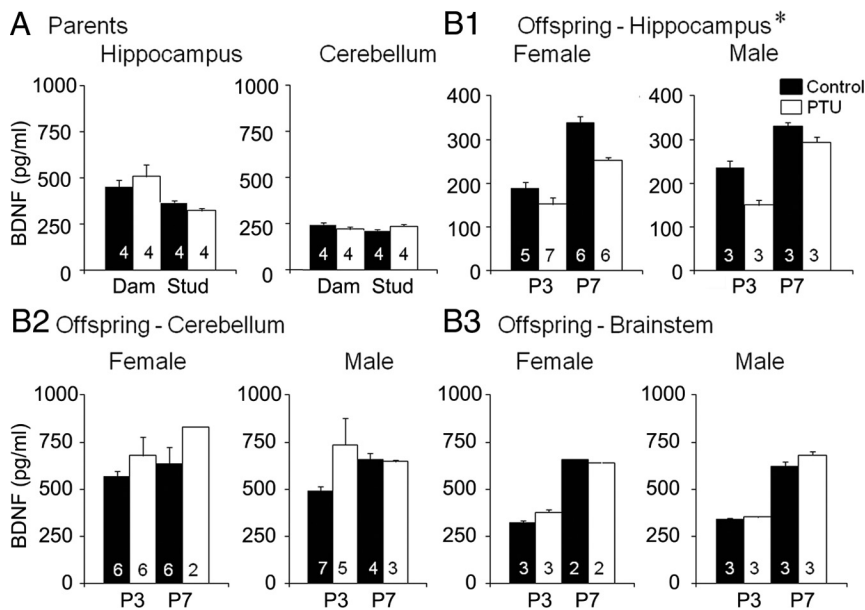 A Parents
Hippocampus Cerebellum
BDNF (pg/ml)
1000
750
500
250
0
4 4 4 4
Dam Stud
1000
750
500
250
0
4 4 4 4
Dam Stud
B1 Offspring - Hippocampus*
Female Male
Control
PTU
400
300
200
100
0
5 7 6 6
P3 P7
400
300
200
100
0
3 3 3 3
P3 P7
B2 Offspring - Cerebellum
Female Male
BDNF (pg/ml)
1000
750
500
250
0
6 6 6 2
P3 P7
1000
750
500
250
0
7 5 4 3
P3 P7
B3 Offspring - Brainstem
Female Male
1000
750
500
250
0
3 3 2 2
P3 P7
1000
750
500
250
0
3 3 3 3
P3 P7